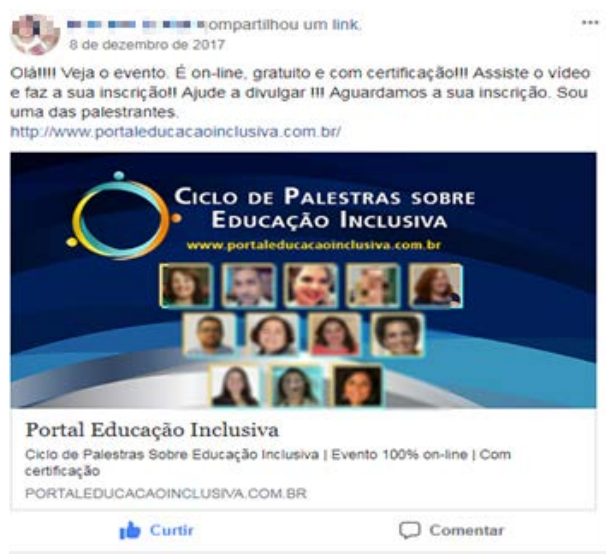 ompartilhou um link.
8 de dezembro de 2017
Olá!!!! Veja o evento. É on-line, gratuito e com certificação!!! Assiste o vídeo
e faz a sua inscrição!! Ajude a divulgar !!! Aguardamos a sua inscrição. Sou
uma das palestrantes.
http://www.portaleducacaoinclusiva.com.br/
CICLO DE PALESTRAS SOBRE
EDUCAÇÃO INCLUSIVA
www.portaleducacaoinclusiva.com.br
Portal Educação Inclusiva
Ciclo de Palestras Sobre Educação Inclusiva | Evento 100% on-line | Com
certificação
PORTALEDUCACAOINCLUSIVA.COM.BR
Curtir
Comentar